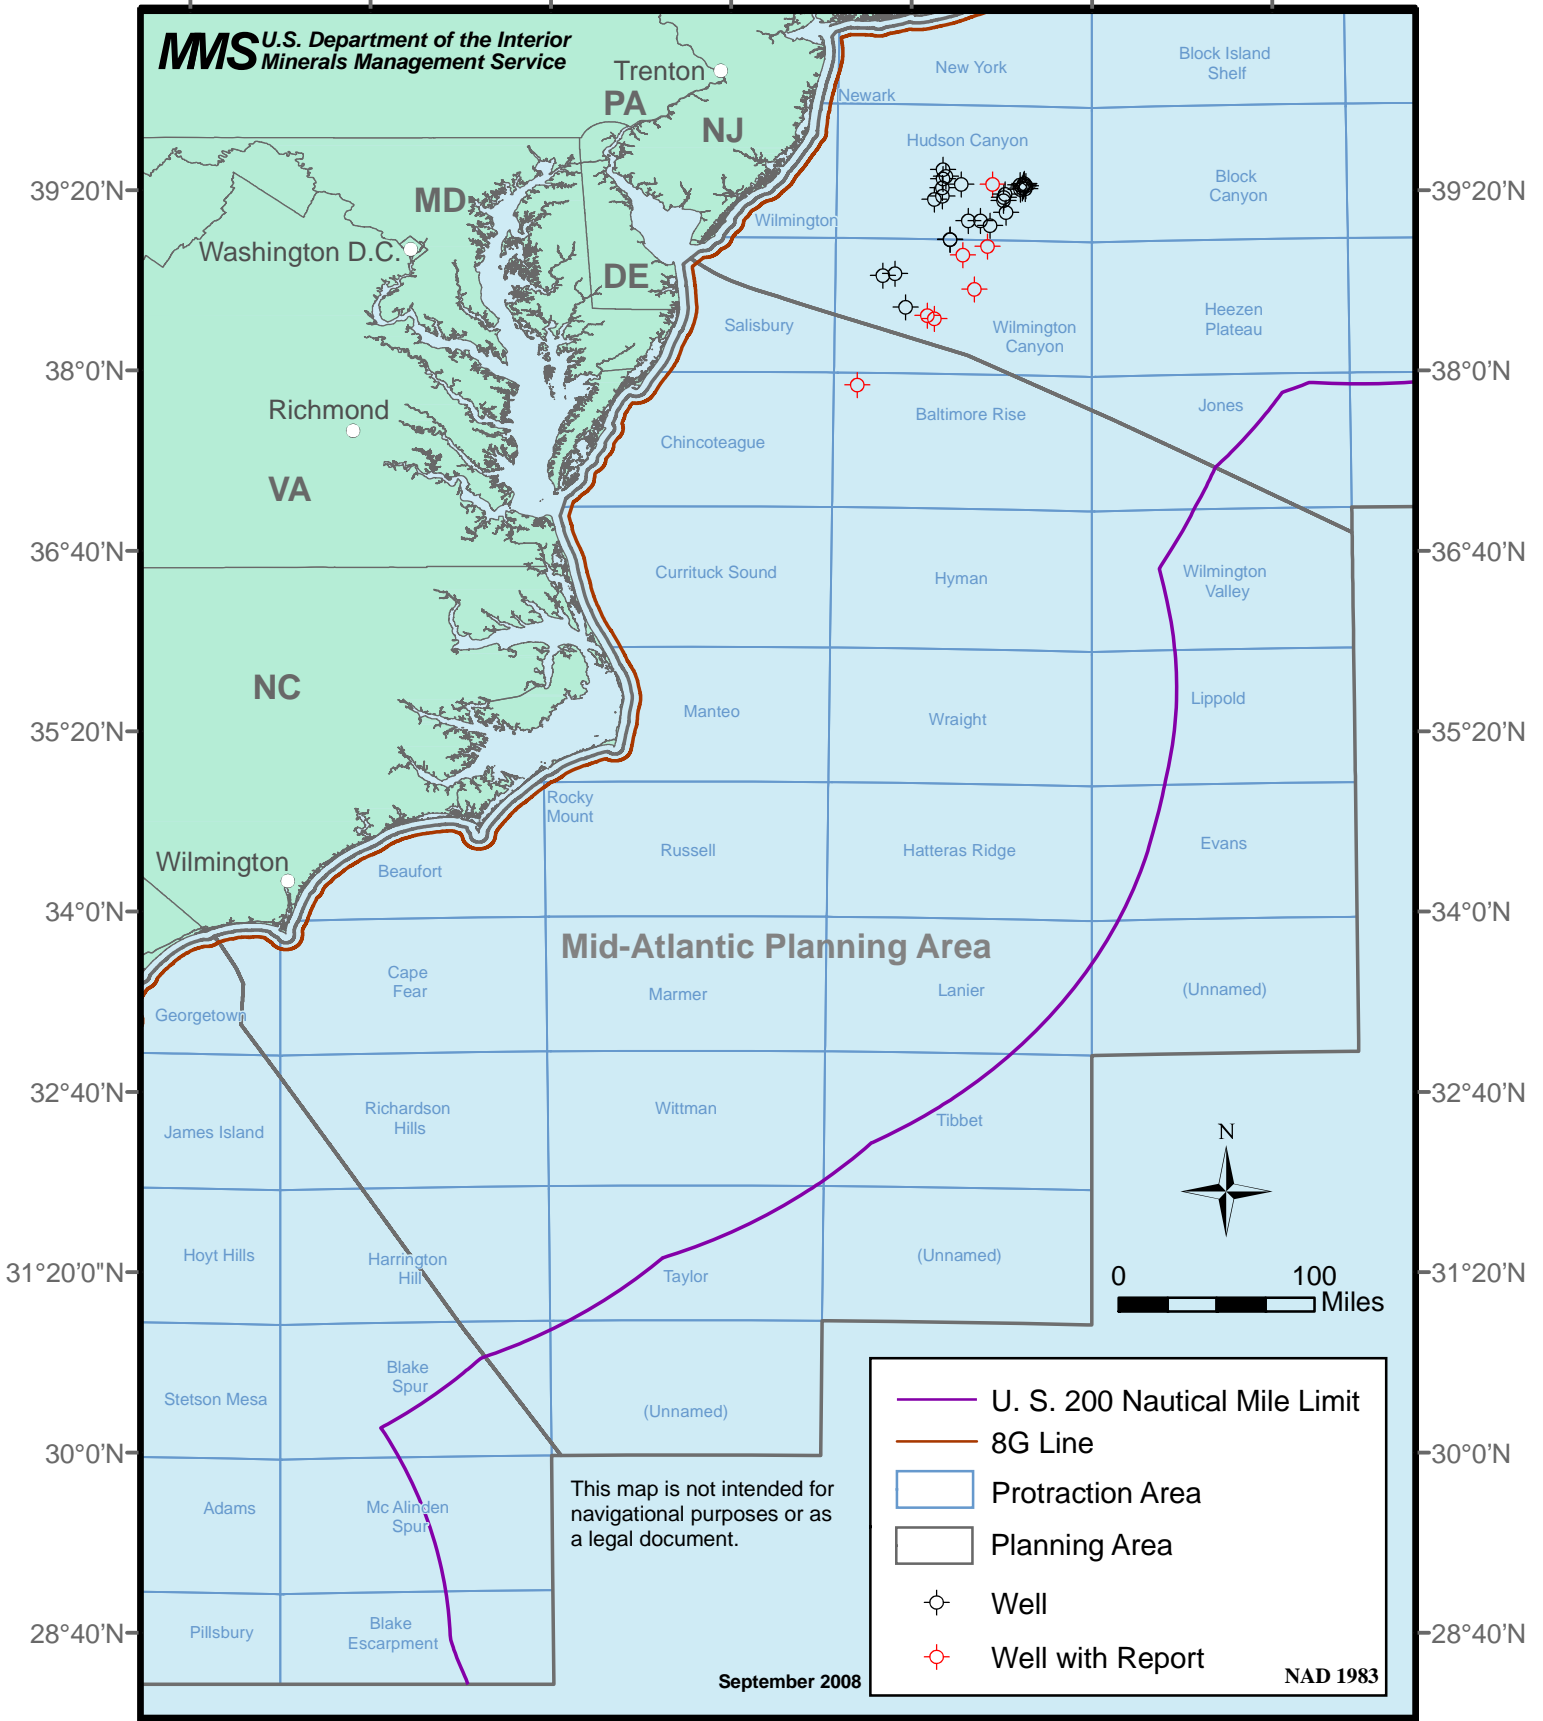 MMS U.S. Department of the Interior
Minerals Management Service
Trenton
PA
NJ
MD
Washington D.C.
DE
Richmond
VA
NC
Wilmington
New York
Block Island
Shelf
Newark
Hudson Canyon
Block
Canyon
Wilmington
Salisbury
Wilmington
Canyon
Heezen
Plateau
Chincoteague
Baltimore Rise
Jones
Currituck Sound
Hyman
Wilmington
Valley
Manteo
Wraight
Lippold
Rocky
Mount
Beaufort
Russell
Hatteras Ridge
Evans
Mid-Atlantic Planning Area
Georgetown
Cape
Fear
Marmer
Lanier
(Unnamed)
James Island
Richardson
Hills
Wittman
Tibbet
Hoyt Hills
Harrington
Hill
Taylor
(Unnamed)
Stetson Mesa
Blake
Spur
(Unnamed)
Adams
Mc Alinden
Spur
Pillsbury
Blake
Escarpment
39°20'N
38°0'N
36°40'N
35°20'N
34°0'N
32°40'N
31°20'0"N
30°0'N
28°40'N
39°20'N
38°0'N
36°40'N
35°20'N
34°0'N
32°40'N
31°20'N
30°0'N
28°40'N
N
0 100
Miles
This map is not intended for
navigational purposes or as
a legal document.
September 2008
U. S. 200 Nautical Mile Limit
8G Line
Protraction Area
Planning Area
Well
Well with Report
NAD 1983